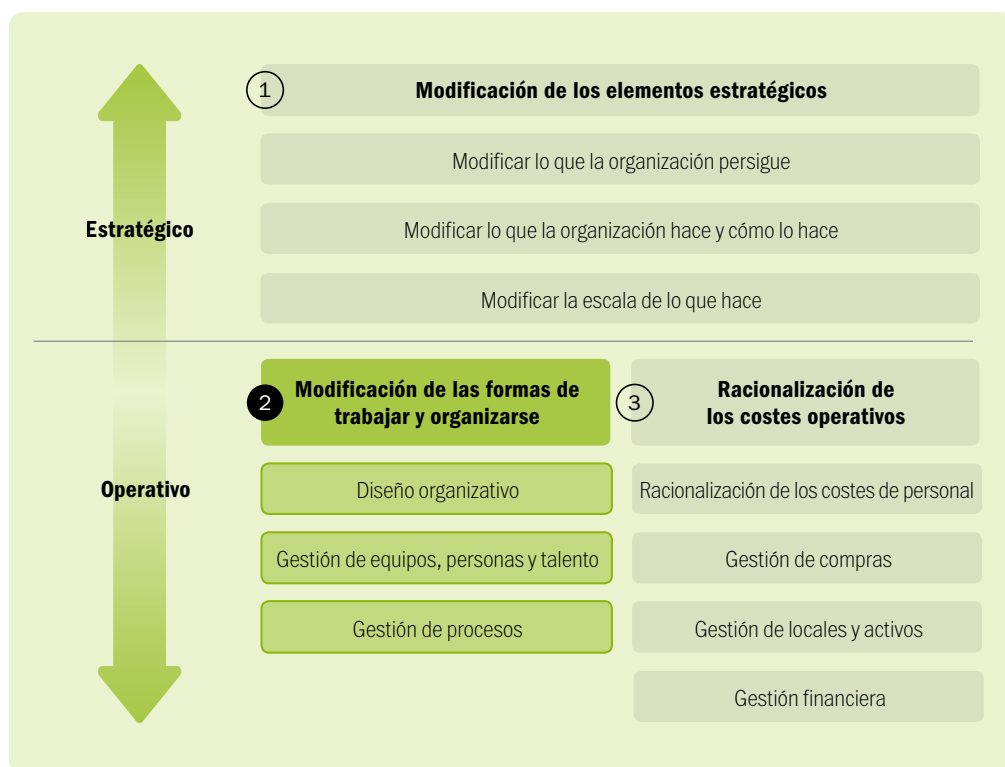 1
Modificación de los elementos estratégicos
Modificar lo que la organización persigue
Estratégico
Modificar lo que la organización hace y cómo lo hace
Modificar la escala de lo que hace
2
Modificación de las formas de
trabajar y organizarse
3
Racionalización de
los costes operativos
Operativo
Diseño organizativo
Racionalización de los costes de personal
Gestión de equipos, personas y talento
Gestión de compras
Gestión de procesos
Gestión de locales y activos
Gestión financiera